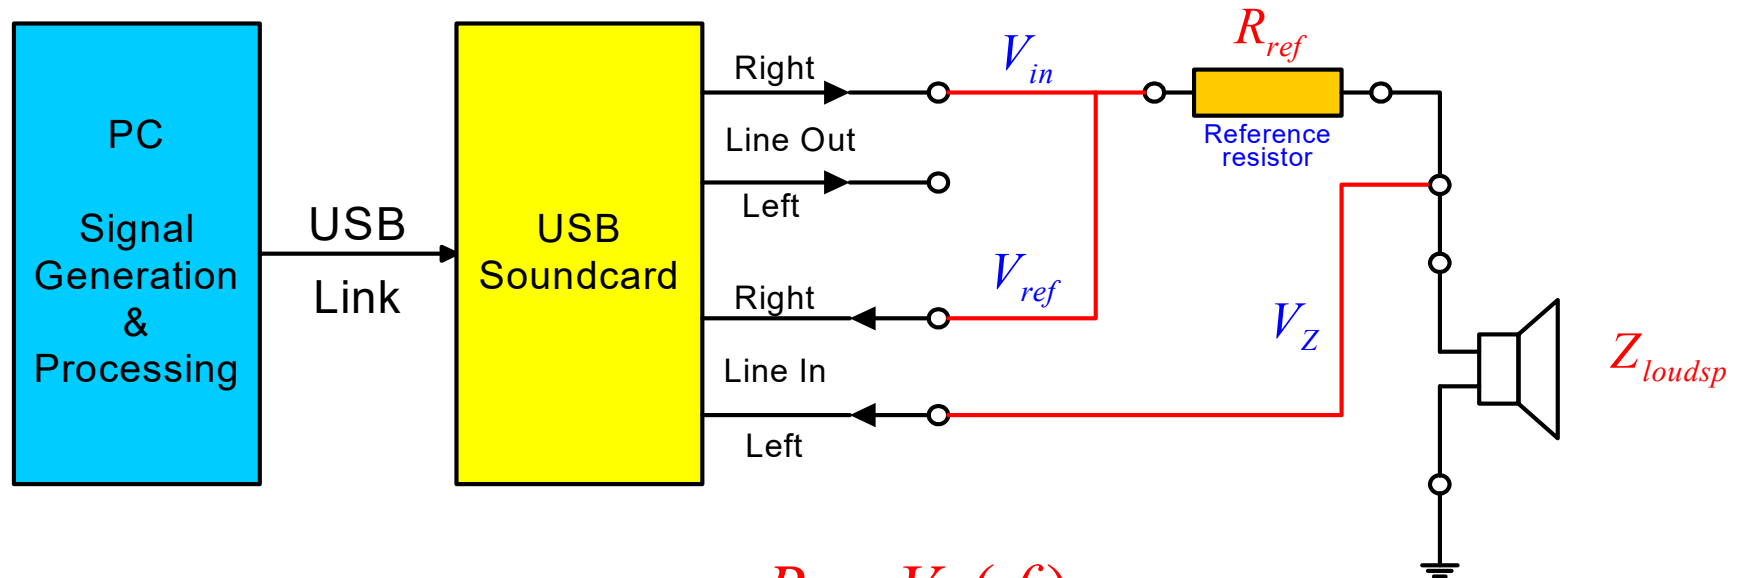 PC
Signal
Generation
&
Processing
USB
Link
USB
Soundcard
Right
Line Out
Left
Right
Line In
Left
V_in
V_ref
R_ref
Reference
resistor
V_Z
Z_loudsp